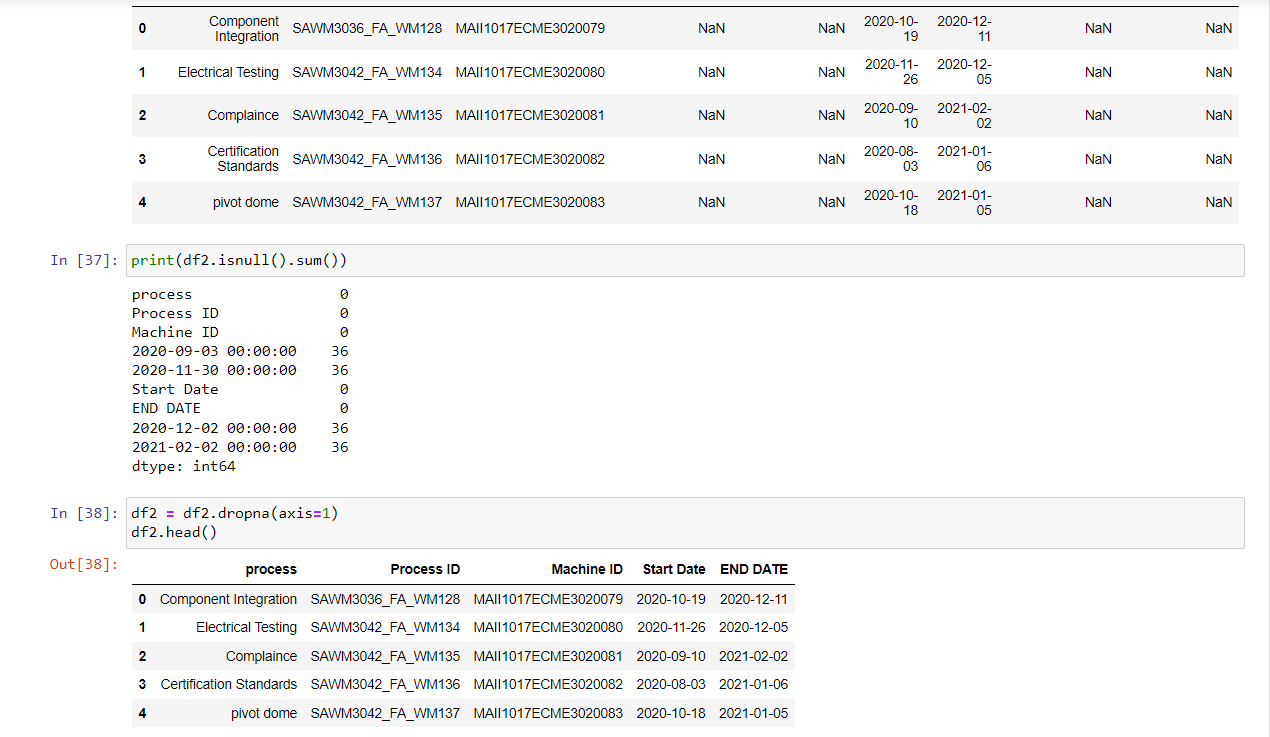 0 Component Integration SAWM3036_FA_WM128 MAII1017ECME3020079 NaN NaN 2020-10-19 2020-12-11 NaN NaN
1 Electrical Testing SAWM3042_FA_WM134 MAII1017ECME3020080 NaN NaN 2020-11-26 2020-12-05 NaN NaN
2 Complaince SAWM3042_FA_WM135 MAII1017ECME3020081 NaN NaN 2020-09-10 2021-02-02 NaN NaN
3 Certification Standards SAWM3042_FA_WM136 MAII1017ECME3020082 NaN NaN 2020-08-03 2021-01-06 NaN NaN
4 pivot dome SAWM3042_FA_WM137 MAII1017ECME3020083 NaN NaN 2020-10-18 2021-01-05 NaN NaN
In [37]: print(df2.isnull().sum())
process 0
Process ID 0
Machine ID 0
2020-09-03 00:00:00 36
2020-11-30 00:00:00 36
Start Date 0
END DATE 0
2020-12-02 00:00:00 36
2021-02-02 00:00:00 36
dtype: int64
In [38]: df2 = df2.dropna(axis=1)
df2.head()
Out[38]:
process Process ID Machine ID Start Date END DATE
0 Component Integration SAWM3036_FA_WM128 MAII1017ECME3020079 2020-10-19 2020-12-11
1 Electrical Testing SAWM3042_FA_WM134 MAII1017ECME3020080 2020-11-26 2020-12-05
2 Complaince SAWM3042_FA_WM135 MAII1017ECME3020081 2020-09-10 2021-02-02
3 Certification Standards SAWM3042_FA_WM136 MAII1017ECME3020082 2020-08-03 2021-01-06
4 pivot dome SAWM3042_FA_WM137 MAII1017ECME3020083 2020-10-18 2021-01-05